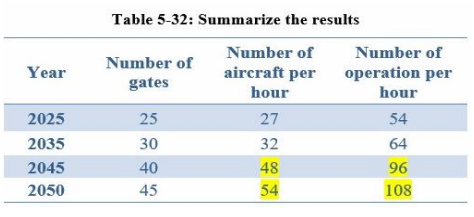 Table 5-32: Summarize the results
Year Number of gates Number of aircraft per hour Number of operation per hour
2025 25 27 54
2035 30 32 64
2045 40 48 96
2050 45 54 108